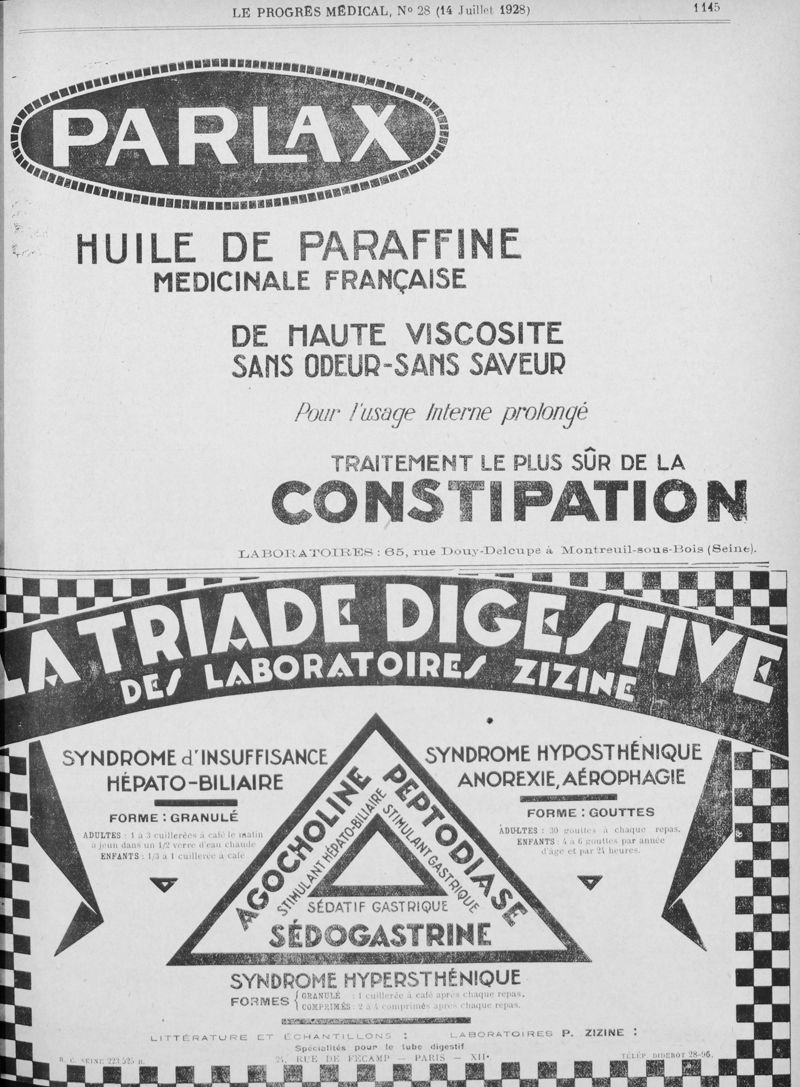 LE PROGRÈS MÉDICAL, Nº 28 (14 Juillet 1928)
1145
PARLAX
HUILE DE PARAFFINE
MEDICINALE FRANÇAISE
DE HAUTE VISCOSITE
SANS ODEUR-SANS SAVEUR
Pour l'usage Interne prolongé
TRAITEMENT LE PLUS SÛR DE LA
CONSTIPATION
LABORATOIRES : 65, rue Douy-Delcupe à Montreuil-sous-Bois (Seine).
LA TRIADE DIGESTIVE
DES LABORATOIRES ZIZINE
SYNDROME d'INSUFFISANCE
HÉPATO-BILIAIRE
FORME : GRANULÉ
ADULTES : 1 à 3 cuillerées à café le matin
à jeun dans un 1/2 verre d'eau chaude
ENFANTS : 1/3 à 1 cuillerée à café
SYNDROME HYPOSTHÉNIQUE
ANOREXIE, AÉROPHAGIE
FORME : GOUTTES
ADULTES : 30 gouttes à chaque repas.
ENFANTS : 4 à 6 gouttes par année
d'âge et par 24 heures.
AGOCHOLINE
STIMULANT HÉPATO-BILIAIRE
PEPTODIASE
STIMULANT GASTRIQUE
SÉDATIF GASTRIQUE
SÉDOGASTRINE
SYNDROME HYPERSTHÉNIQUE
FORMES { GRANULÉ : 1 cuillerée à café après chaque repas.
COMPRIMÉS : 2 à 4 comprimés après chaque repas.
LITTÉRATURE ET ÉCHANTILLONS : LABORATOIRES P. ZIZINE :
Spécialités pour le tube digestif
R. C. SEINE 223.525 B.
24, RUE DE FÉCAMP — PARIS — XIIe
TÉLÉP. DIDEROT 28-96.